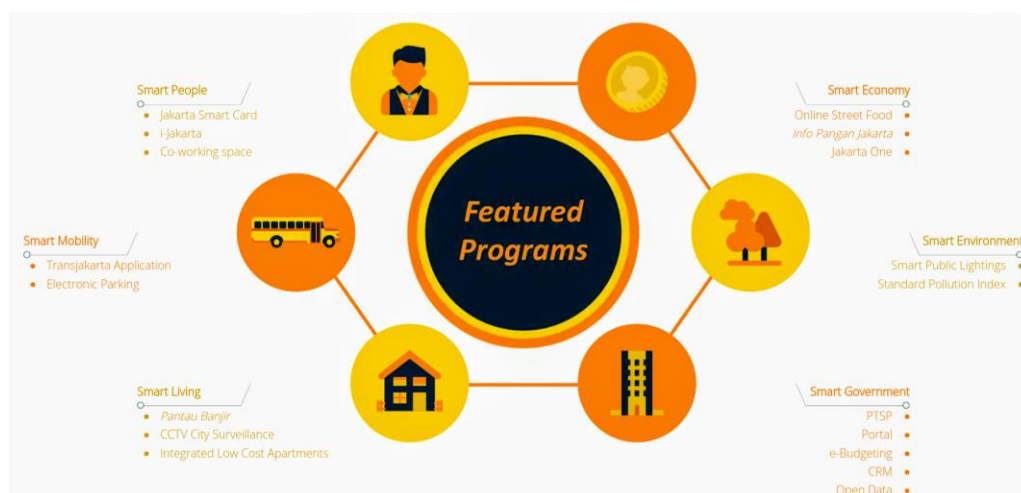 Smart People
Jakarta Smart Card
i-Jakarta
Co-working space
Smart Economy
Online Street Food
Info Pangan Jakarta
Jakarta One
Featured
Programs
Smart Mobility
Transjakarta Application
Electronic Parking
Smart Environment
Smart Public Lightings
Standard Pollution Index
Smart Living
Pantau Banjir
CCTV City Surveillance
Integrated Low Cost Apartments
Smart Government
PTSP
Portal
e-Budgeting
CRM
Open Data